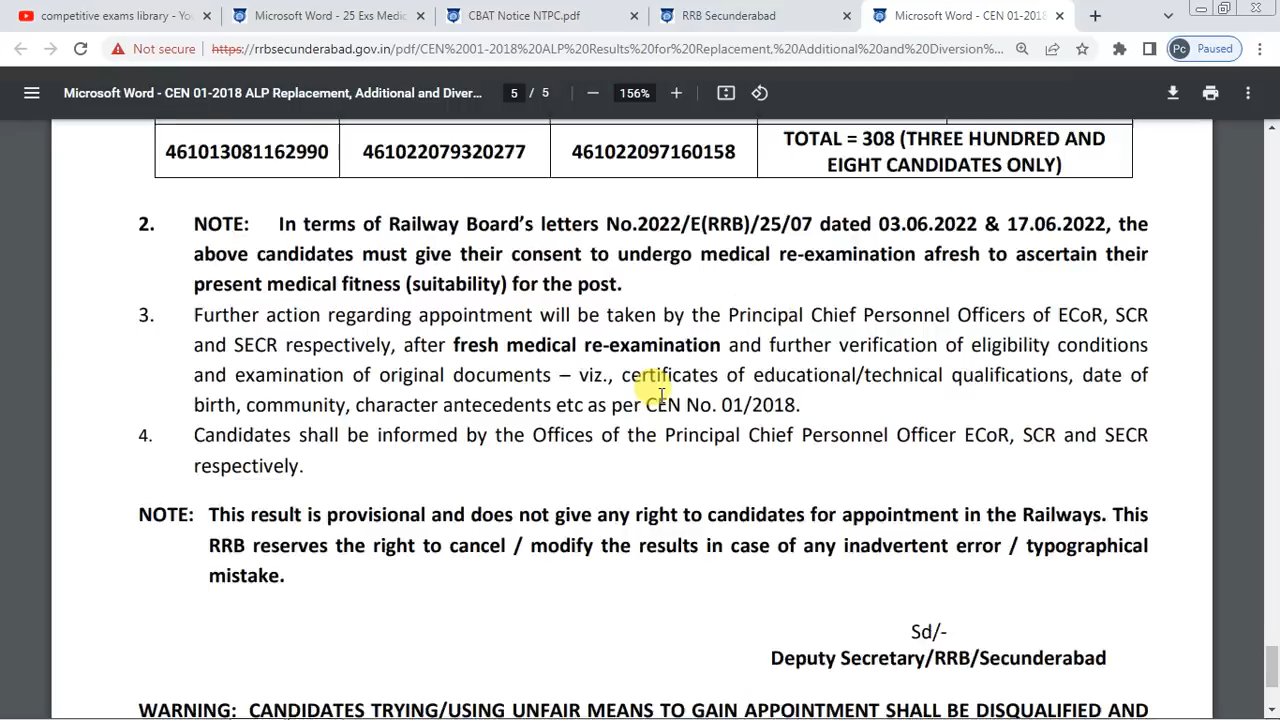 competitive exams library - Yo
Microsoft Word - 25 Exs Medic
CBAT Notice NTPC.pdf
RRB Secunderabad
Microsoft Word - CEN 01-2018
Not secure
https://rrbsecunderabad.gov.in/pdf/CEN%2001-2018%20ALP%20Results%20for%20Replacement,%20Additional%20and%20Diversion%20...
Pc Paused
Microsoft Word - CEN 01-2018 ALP Replacement, Additional and Diver...
5 / 5
156%
461013081162990 461022079320277 461022097160158 TOTAL = 308 (THREE HUNDRED AND
EIGHT CANDIDATES ONLY)
2. NOTE: In terms of Railway Board's letters No.2022/E(RRB)/25/07 dated 03.06.2022 & 17.06.2022, the
above candidates must give their consent to undergo medical re-examination afresh to ascertain their
present medical fitness (suitability) for the post.
3. Further action regarding appointment will be taken by the Principal Chief Personnel Officers of ECoR, SCR
and SECR respectively, after fresh medical re-examination and further verification of eligibility conditions
and examination of original documents – viz., certificates of educational/technical qualifications, date of
birth, community, character antecedents etc as per CEN No. 01/2018.
4. Candidates shall be informed by the Offices of the Principal Chief Personnel Officer ECoR, SCR and SECR
respectively.
NOTE: This result is provisional and does not give any right to candidates for appointment in the Railways. This
RRB reserves the right to cancel / modify the results in case of any inadvertent error / typographical
mistake.
Sd/-
Deputy Secretary/RRB/Secunderabad
WARNING: CANDIDATES TRYING/USING UNFAIR MEANS TO GAIN APPOINTMENT SHALL BE DISQUALIFIED AND